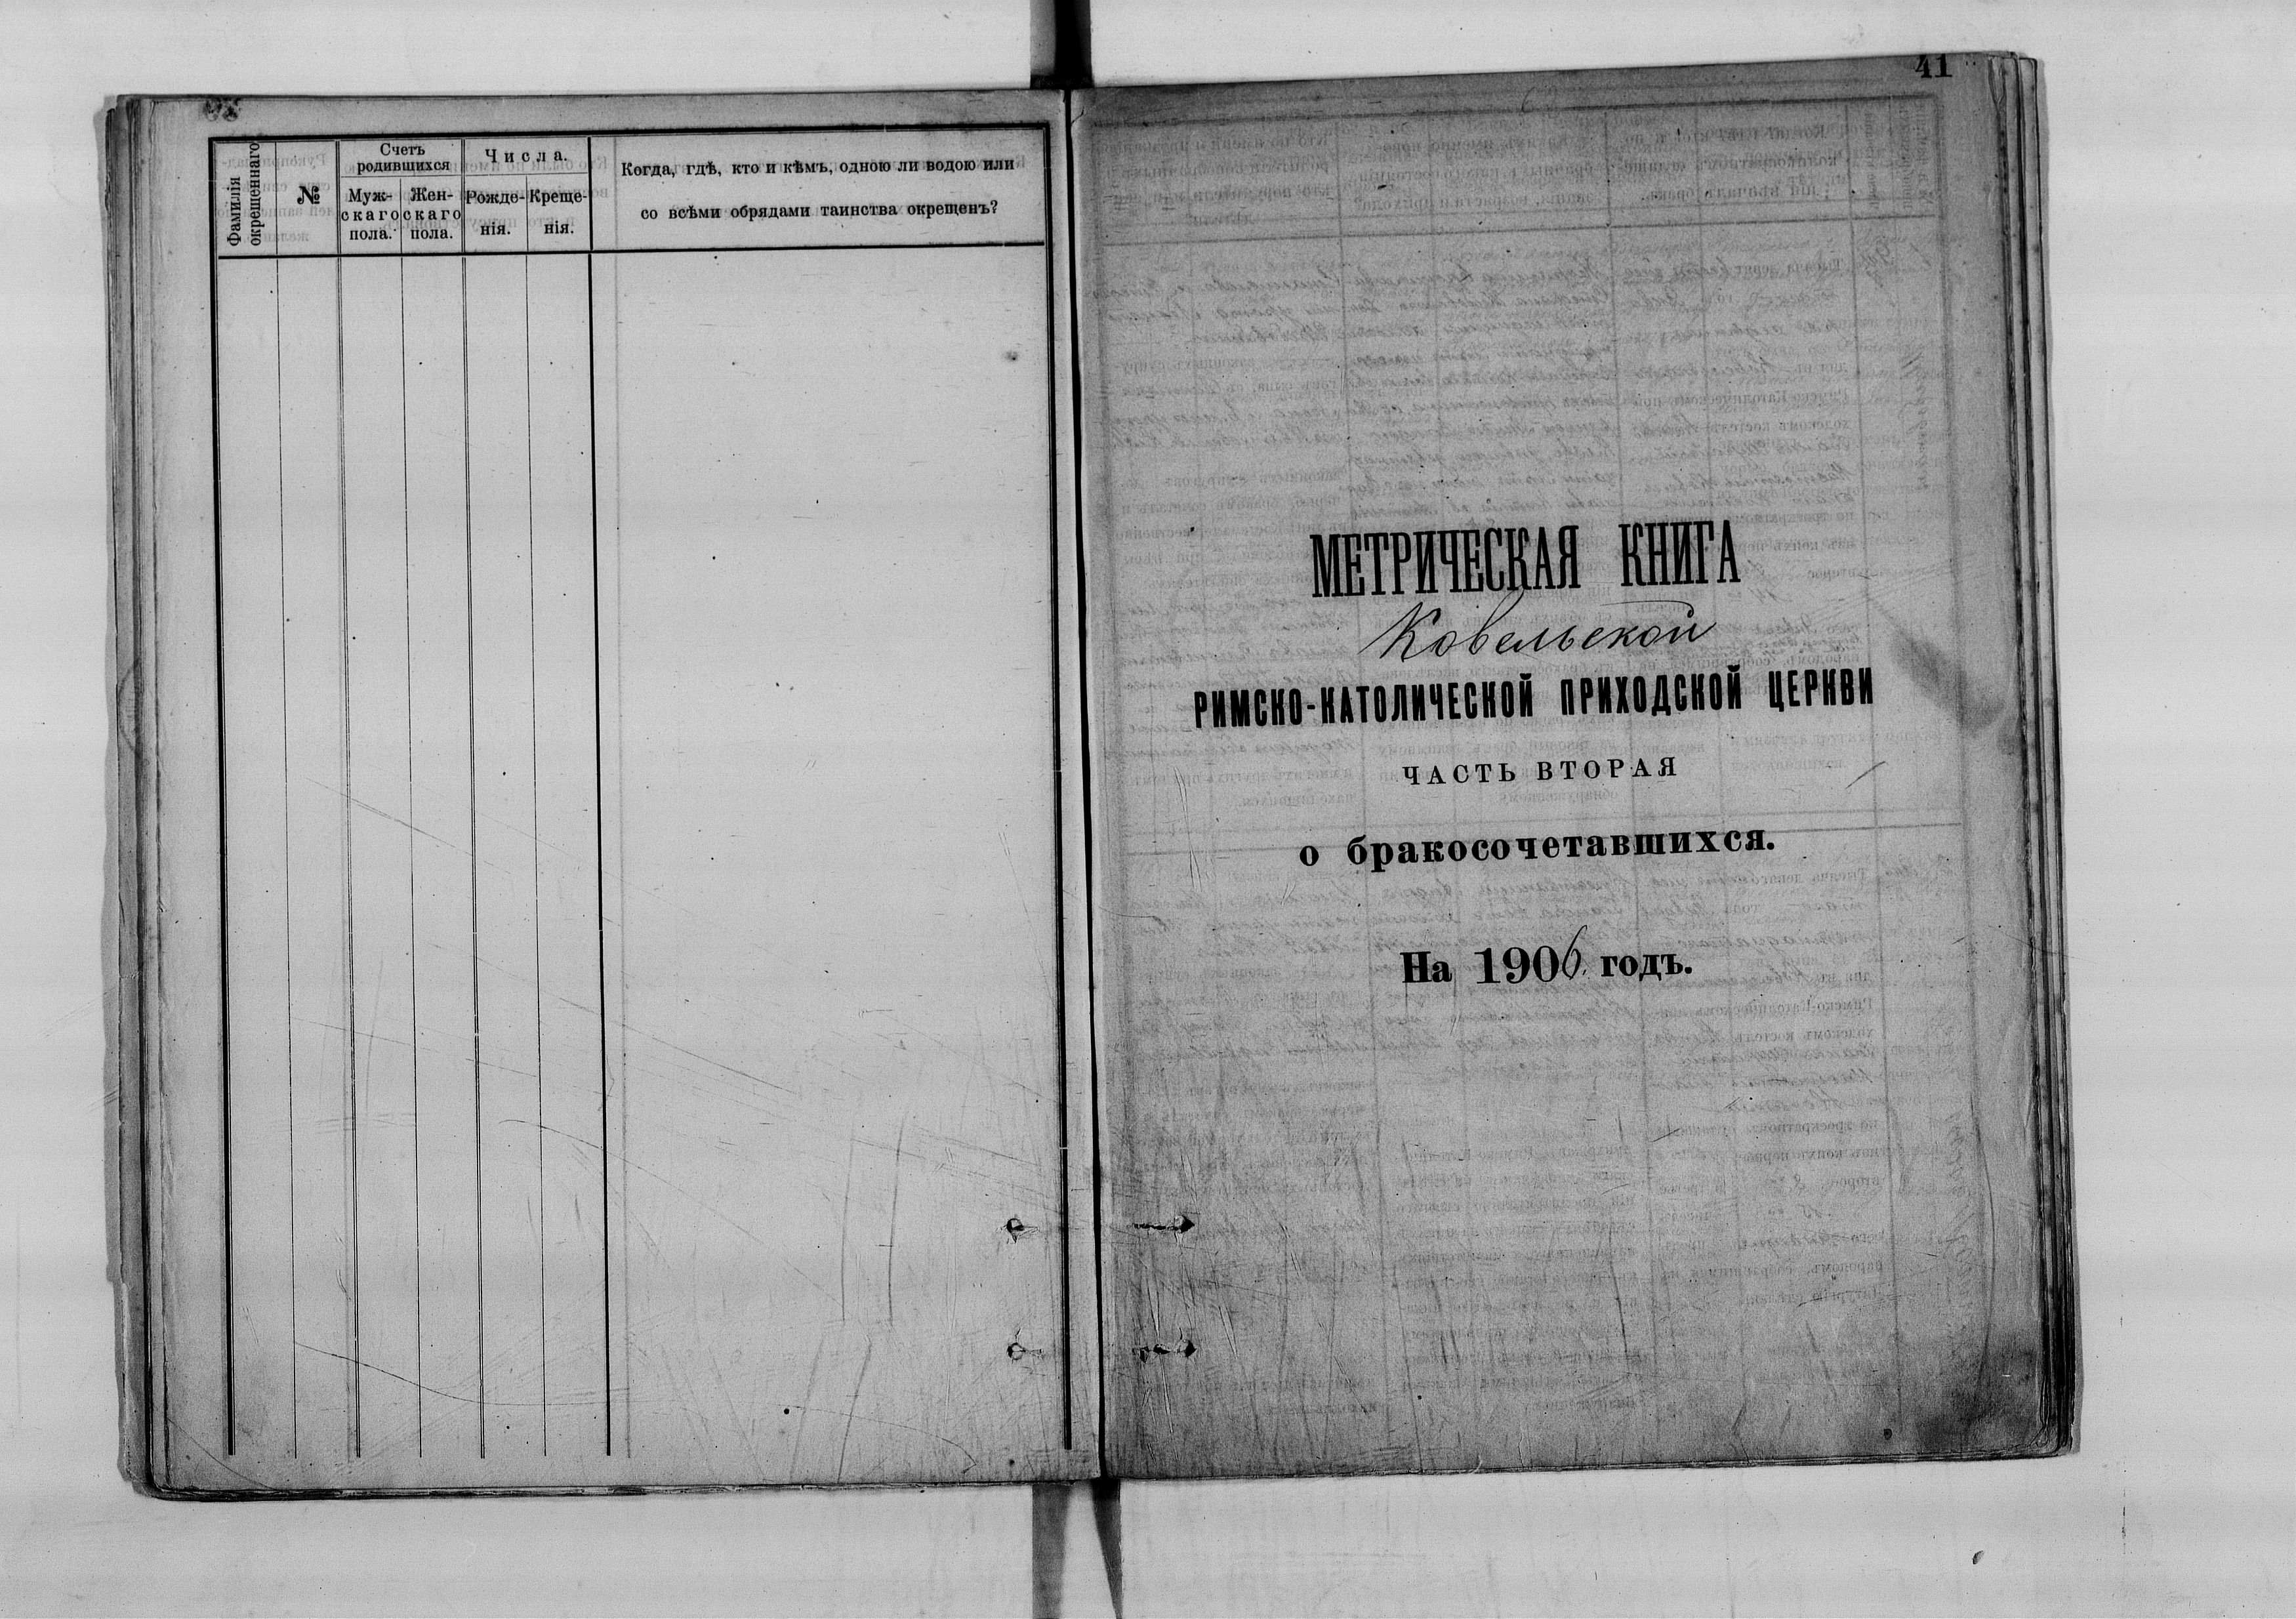 Фамилія
окрещеннаго
№
Счетъ
родившихся
Муж-
скаго
пола.
Жен-
скаго
пола.
Числа.
Рожде-
нія.
Креще-
нія.
Когда, гдѣ, кто и кѣмъ, одною ли водою или
со всѣми обрядами таинства окрещенъ?
41
МЕТРИЧЕСКАЯ КНИГА
Ковельской
РИМСКО-КАТОЛИЧЕСКОЙ ПРИХОДСКОЙ ЦЕРКВИ
ЧАСТЬ ВТОРАЯ
о бракосочетавшихся.
На 1906. годъ.